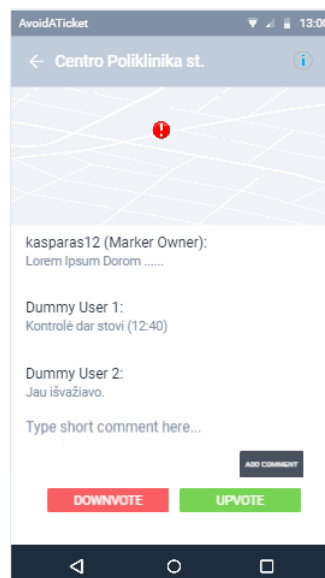 AvoidATicket 13:00
Centro Poliklinika st.
kasparas12 (Marker Owner):
Lorem Ipsum Dorom ......
Dummy User 1:
Kontrolė dar stovi (12:40)
Dummy User 2:
Jau išvažiavo.
Type short comment here...
ADD COMMENT
DOWNVOTE UPVOTE